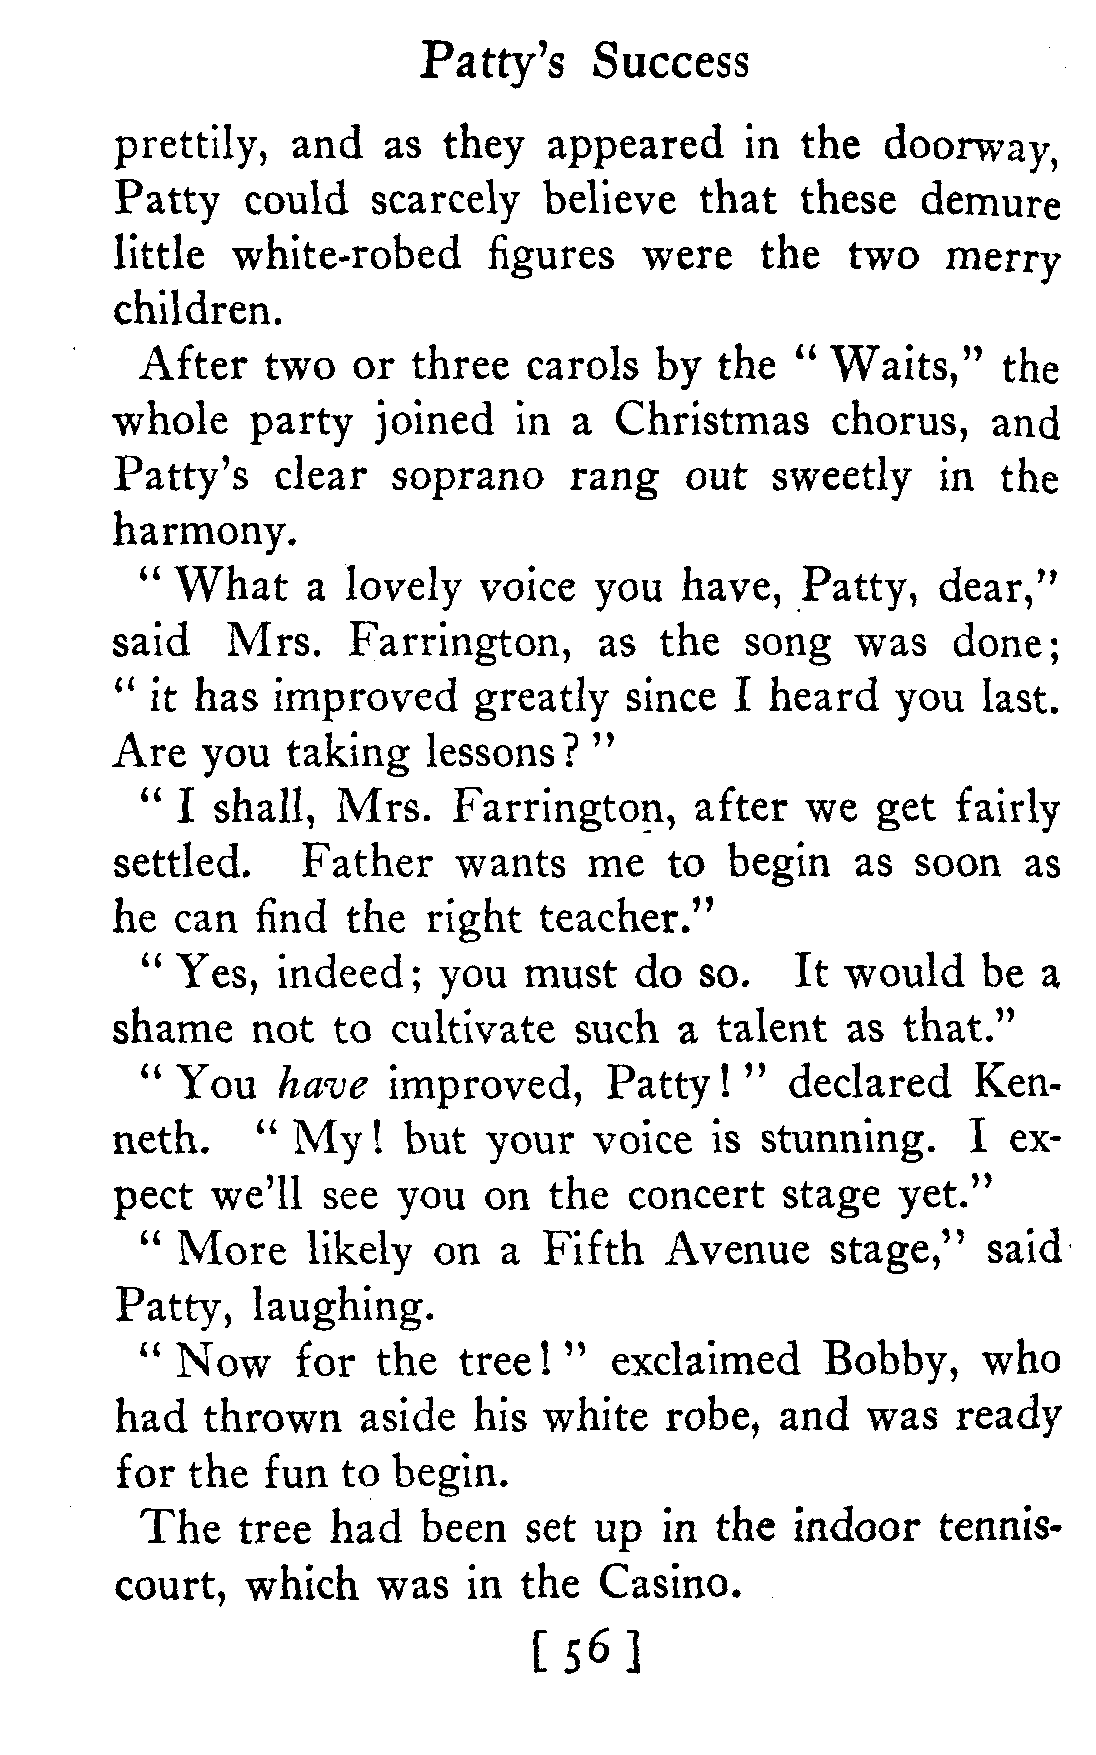 Patty's Success
prettily, and as they appeared in the doorway,
Patty could scarcely believe that these demure
little white-robed figures were the two merry
children.
After two or three carols by the " Waits," the
whole party joined in a Christmas chorus, and
Patty's clear soprano rang out sweetly in the
harmony.
" What a lovely voice you have, Patty, dear,"
said Mrs. Farrington, as the song was done;
" it has improved greatly since I heard you last.
Are you taking lessons? "
" I shall, Mrs. Farrington, after we get fairly
settled. Father wants me to begin as soon as
he can find the right teacher."
" Yes, indeed; you must do so. It would be a
shame not to cultivate such a talent as that."
" You have improved, Patty! " declared Ken-
neth. " My! but your voice is stunning. I ex-
pect we'll see you on the concert stage yet."
" More likely on a Fifth Avenue stage," said
Patty, laughing.
" Now for the tree! " exclaimed Bobby, who
had thrown aside his white robe, and was ready
for the fun to begin.
The tree had been set up in the indoor tennis-
court, which was in the Casino.
[ 56 ]